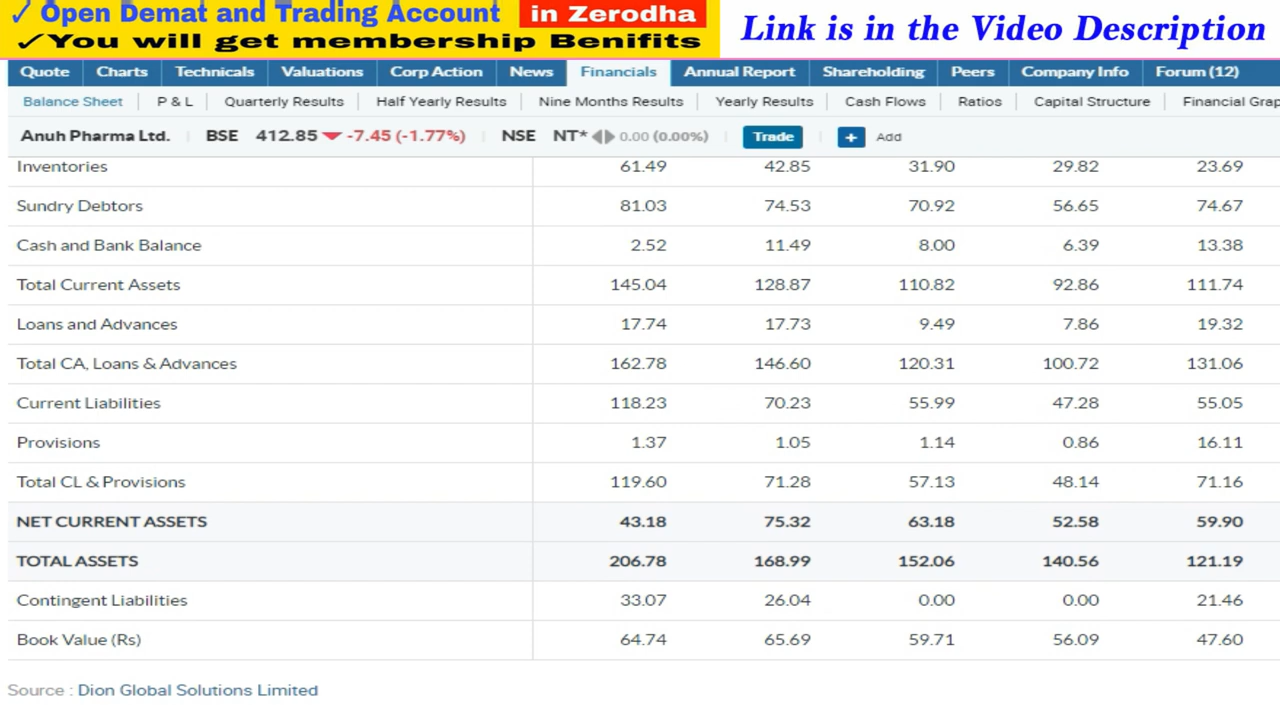 ✓ Open Demat and Trading Account in Zerodha
✓You will get membership Benifits
Link is in the Video Description
Quote Charts Technicals Valuations Corp Action News Financials Annual Report Shareholding Peers Company Info Forum (12)
Balance Sheet P & L Quarterly Results Half Yearly Results Nine Months Results Yearly Results Cash Flows Ratios Capital Structure Financial Grap
Anuh Pharma Ltd. BSE 412.85 -7.45 (-1.77%) NSE NT* 0.00 (0.00%) Trade + Add
Inventories 61.49 42.85 31.90 29.82 23.69
Sundry Debtors 81.03 74.53 70.92 56.65 74.67
Cash and Bank Balance 2.52 11.49 8.00 6.39 13.38
Total Current Assets 145.04 128.87 110.82 92.86 111.74
Loans and Advances 17.74 17.73 9.49 7.86 19.32
Total CA, Loans & Advances 162.78 146.60 120.31 100.72 131.06
Current Liabilities 118.23 70.23 55.99 47.28 55.05
Provisions 1.37 1.05 1.14 0.86 16.11
Total CL & Provisions 119.60 71.28 57.13 48.14 71.16
NET CURRENT ASSETS 43.18 75.32 63.18 52.58 59.90
TOTAL ASSETS 206.78 168.99 152.06 140.56 121.19
Contingent Liabilities 33.07 26.04 0.00 0.00 21.46
Book Value (Rs) 64.74 65.69 59.71 56.09 47.60
Source : Dion Global Solutions Limited